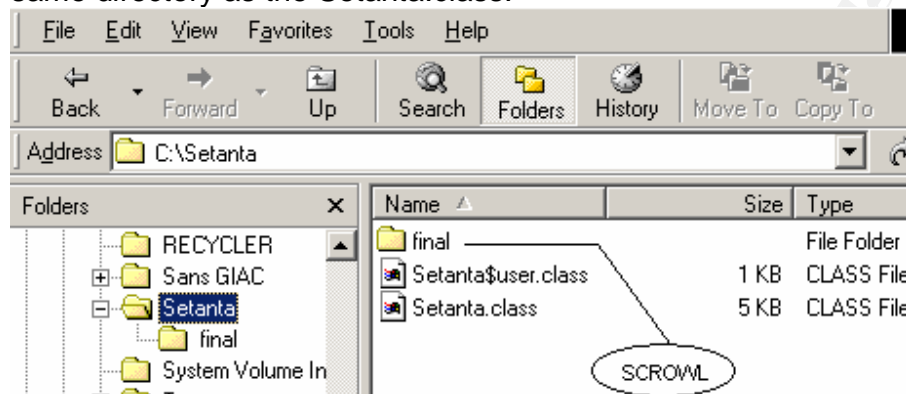 same directory as the Setanta.class.
File Edit View Favorites Tools Help
Back Forward Up Search Folders History Move To Copy To
Address C:\Setanta
Folders x Name Size Type
RECYCLER final File Folder
Sans GIAC Setanta$user.class 1 KB CLASS File
Setanta Setanta.class 5 KB CLASS File
final
System Volume In SCROWL